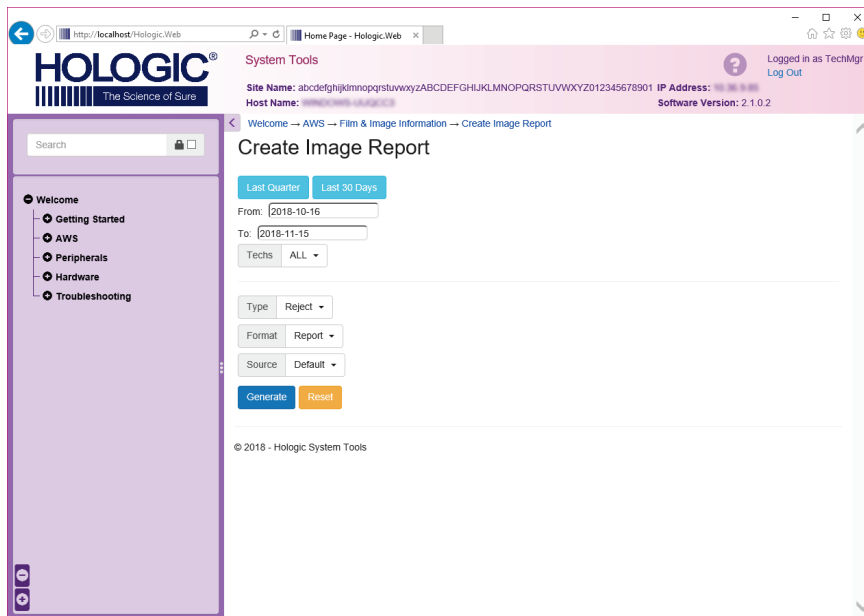 http://localhost/Hologic.Web
Home Page - Hologic.Web
HOLOGIC®
The Science of Sure
System Tools
Logged in as TechMgr
Log Out
Site Name: abcdefghijklmnopqrstuvwxyzABCDEFGHIJKLMNOPQRSTUVWXYZ012345678901 IP Address:
Host Name:
Software Version: 2.1.0.2
Search
Welcome
Getting Started
AWS
Peripherals
Hardware
Troubleshooting
Welcome → AWS → Film & Image Information → Create Image Report
Create Image Report
Last Quarter
Last 30 Days
From: 2018-10-16
To: 2018-11-15
Techs ALL
Type Reject
Format Report
Source Default
Generate
Reset
© 2018 - Hologic System Tools